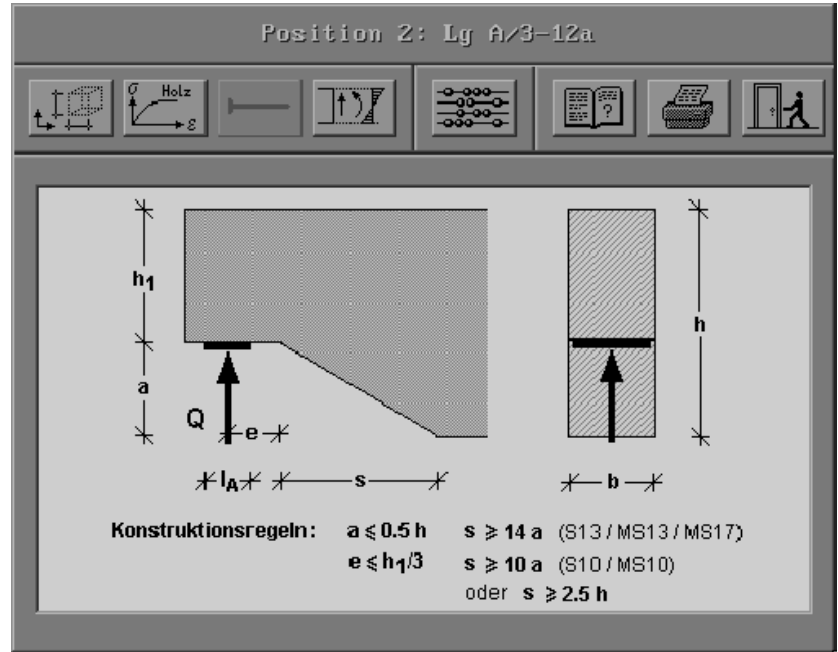 Position 2: Lg A/3-12a
σ Holz
ε
?
h1
a
Q
e
lA
s
h
b
Konstruktionsregeln: a ⩽ 0.5 h s ⩾ 14 a (S13 / MS13 / MS17)
e ⩽ h1/3 s ⩾ 10 a (S10 / MS10)
oder s ⩾ 2.5 h